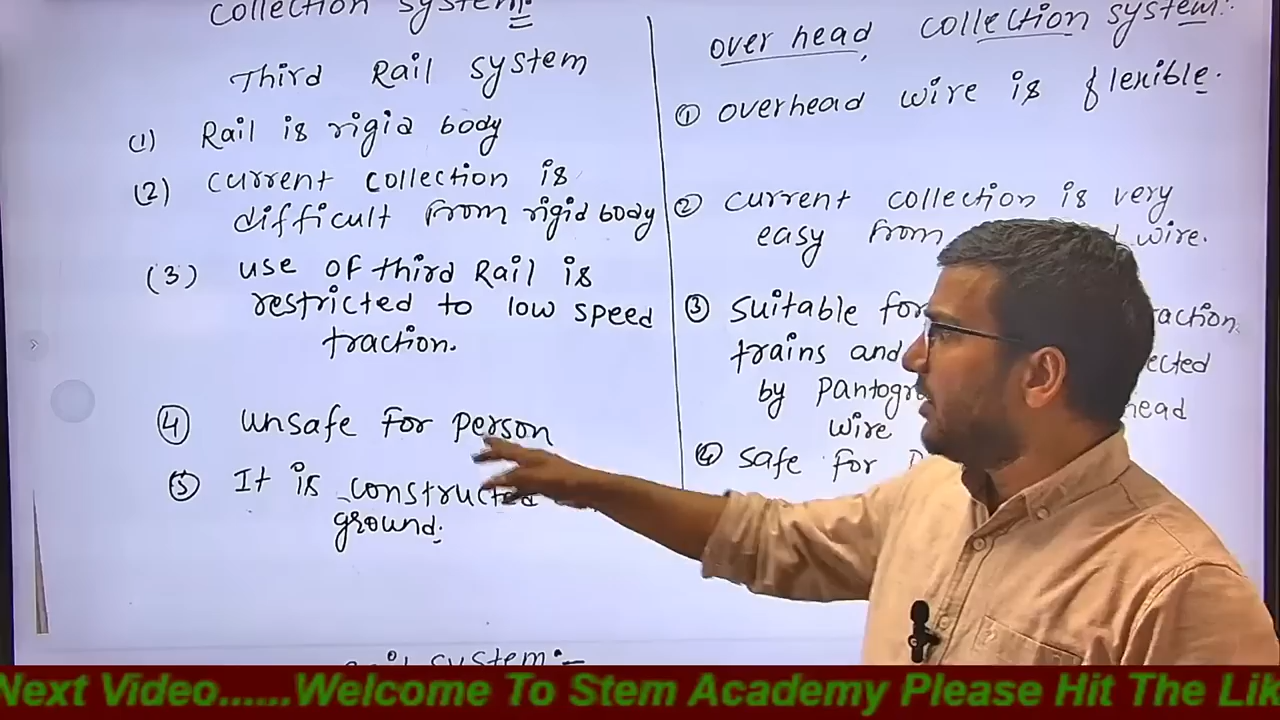 collection system:
Third Rail system
(1) Rail is rigid body
(2) current collection is
difficult from rigid body
(3) use of third Rail is
restricted to low speed
traction.
④ unsafe for person
⑤ It is constructed
ground.
over head collection system:
① overhead wire is flexible.
② current collection is very
easy from wire.
③ suitable for
trains and
by
wire
④ safe for
system:-
Next Video......Welcome To Stem Academy Please Hit The Lik